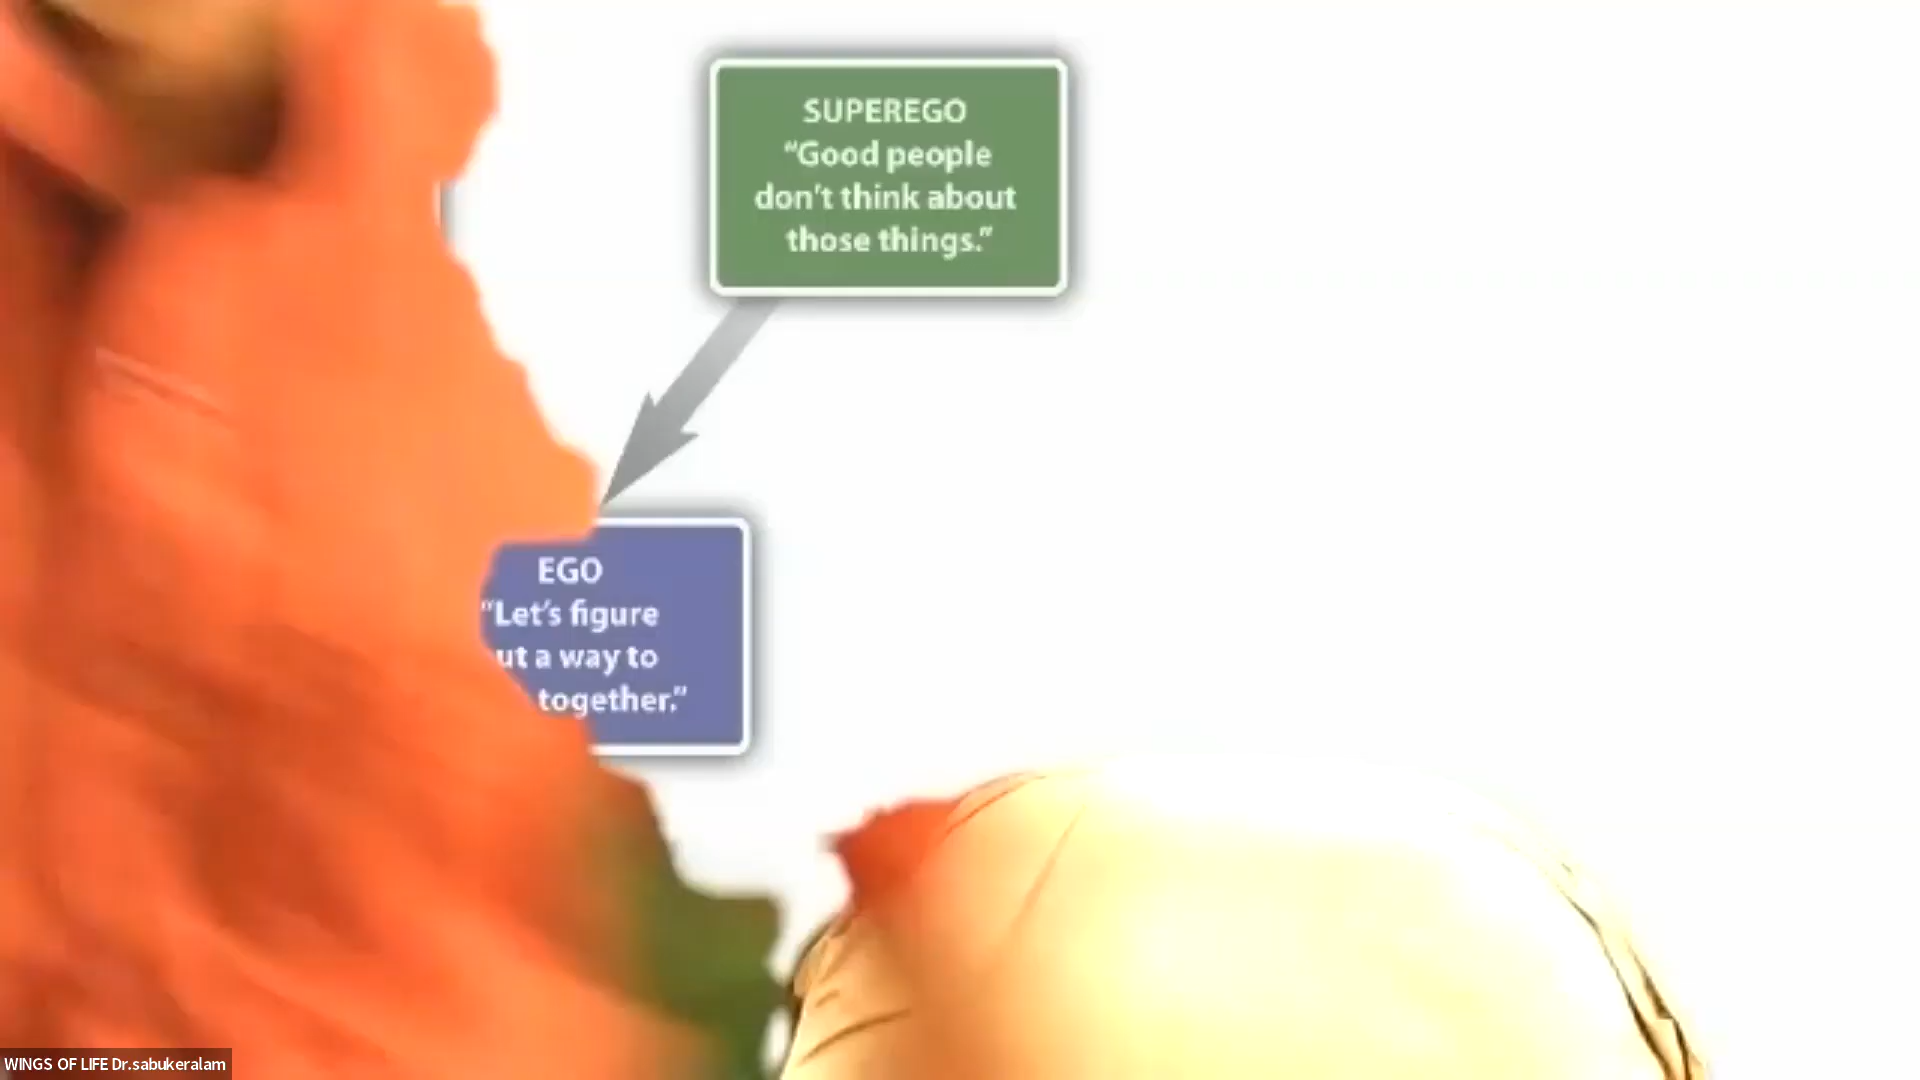 SUPEREGO
“Good people
don’t think about
those things.”
EGO
“Let’s figure
a way to
together.”
WINGS OF LIFE Dr.sabukeralam